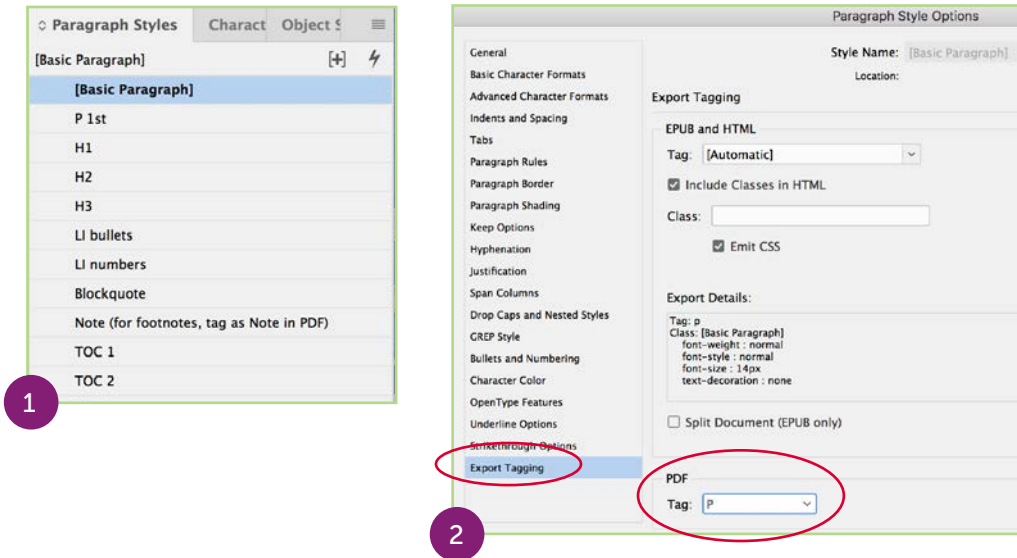 Paragraph Styles Charact Object S
[Basic Paragraph] [+]
[Basic Paragraph]
P 1st
H1
H2
H3
LI bullets
LI numbers
Blockquote
Note (for footnotes, tag as Note in PDF)
TOC 1
TOC 2
1
Paragraph Style Options
General
Basic Character Formats
Advanced Character Formats
Indents and Spacing
Tabs
Paragraph Rules
Paragraph Border
Paragraph Shading
Keep Options
Hyphenation
Justification
Span Columns
Drop Caps and Nested Styles
GREP Style
Bullets and Numbering
Character Color
OpenType Features
Underline Options
Strikethrough Options
Export Tagging
Style Name: [Basic Paragraph]
Location:
Export Tagging
EPUB and HTML
Tag: [Automatic]
Include Classes in HTML
Class:
Emit CSS
Export Details:
Tag: p
Class: [Basic Paragraph]
font-weight : normal
font-style : normal
font-size : 14px
text-decoration : none
Split Document (EPUB only)
PDF
Tag: P
2